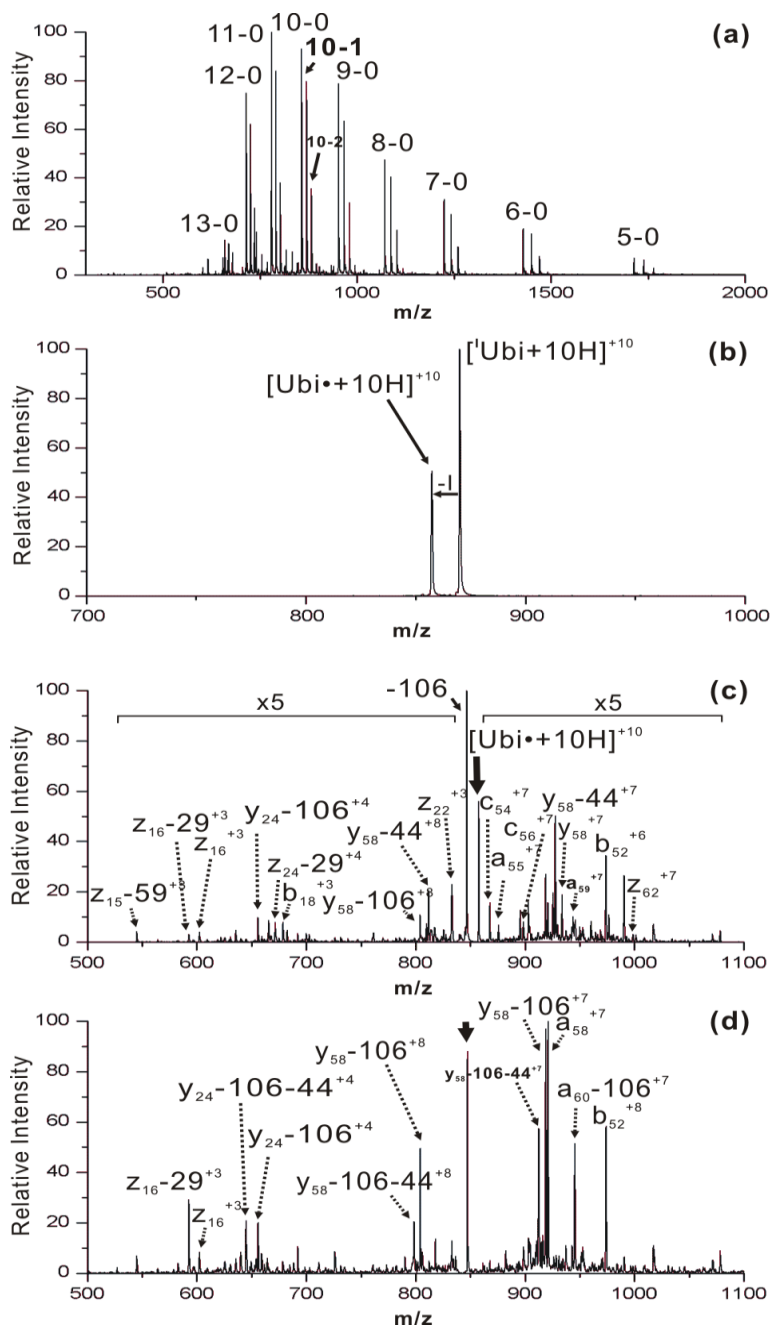 (a)
Relative Intensity
100
80
60
40
20
0
11-0
10-0
10-1
12-0
9-0
10-2
8-0
7-0
13-0
6-0
5-0
500
1000
1500
2000
m/z
(b)
Relative Intensity
100
80
60
40
20
0
[Ubi•+10H]+10
[IUbi+10H]+10
-I
700
800
900
1000
m/z
(c)
Relative Intensity
100
80
60
40
20
0
-106
x5
x5
[Ubi•+10H]+10
z15-59+3
z16-29+3
z16+3
y24-106+4
z24-29+4
b18+3
y58-106+8
y58-44+8
z22+3
c54+7
a55+7
c56+7
y58-44+7
y58+7
a59+7
b52+6
z62+7
500
600
700
800
900
1000
1100
m/z
(d)
Relative Intensity
100
80
60
40
20
0
z16-29+3
z16+3
y24-106-44+4
y24-106+4
y58-106-44+8
y58-106+8
y58-106-44+7
y58-106+7
a58+7
a60-106+7
b52+8
500
600
700
800
900
1000
1100
m/z